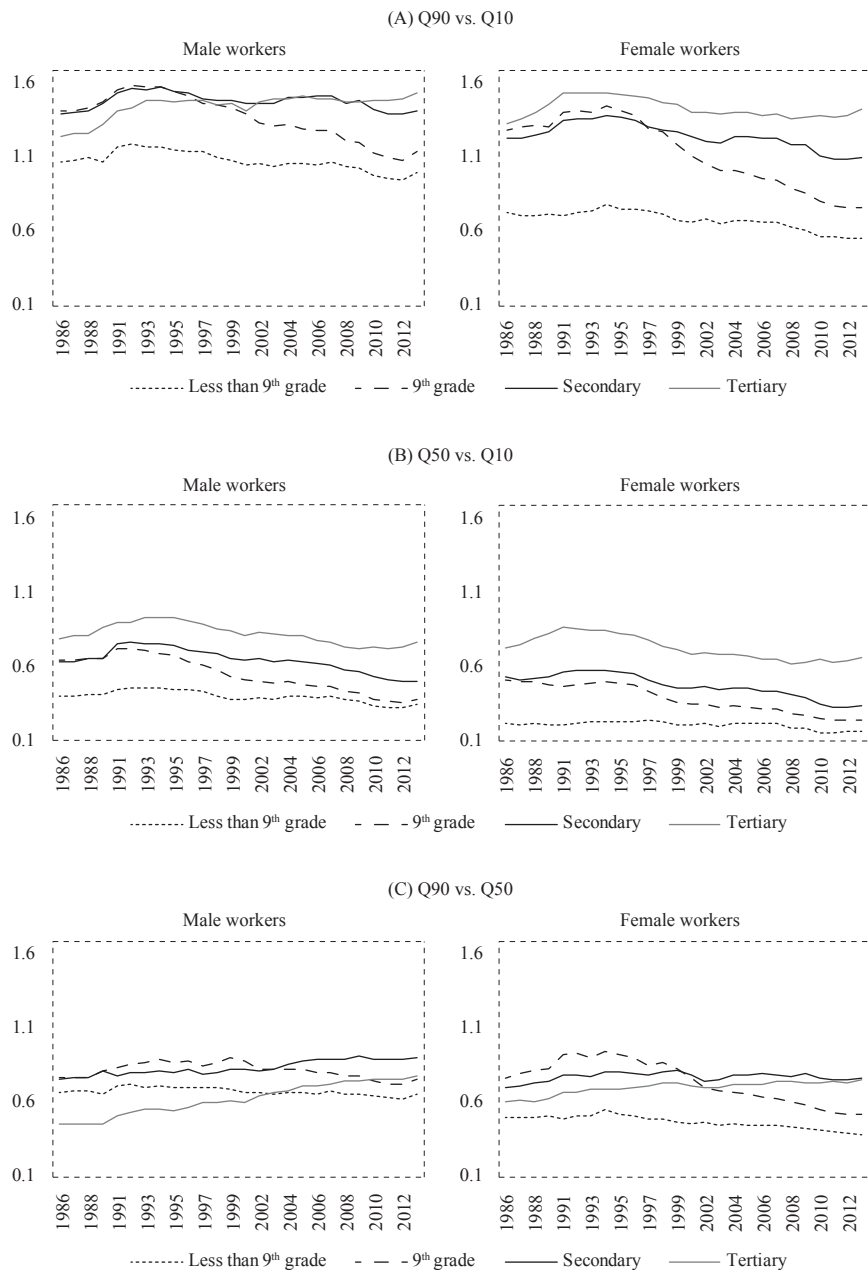 (A) Q90 vs. Q10
Male workers
Female workers
1.6
1.1
0.6
0.1
1986 1988 1991 1993 1995 1997 1999 2002 2004 2006 2008 2010 2012
1.6
1.1
0.6
0.1
1986 1988 1991 1993 1995 1997 1999 2002 2004 2006 2008 2010 2012
Less than 9th grade 9th grade Secondary Tertiary
(B) Q50 vs. Q10
Male workers
Female workers
1.6
1.1
0.6
0.1
1986 1988 1991 1993 1995 1997 1999 2002 2004 2006 2008 2010 2012
1.6
1.1
0.6
0.1
1986 1988 1991 1993 1995 1997 1999 2002 2004 2006 2008 2010 2012
Less than 9th grade 9th grade Secondary Tertiary
(C) Q90 vs. Q50
Male workers
Female workers
1.6
1.1
0.6
0.1
1986 1988 1991 1993 1995 1997 1999 2002 2004 2006 2008 2010 2012
1.6
1.1
0.6
0.1
1986 1988 1991 1993 1995 1997 1999 2002 2004 2006 2008 2010 2012
Less than 9th grade 9th grade Secondary Tertiary